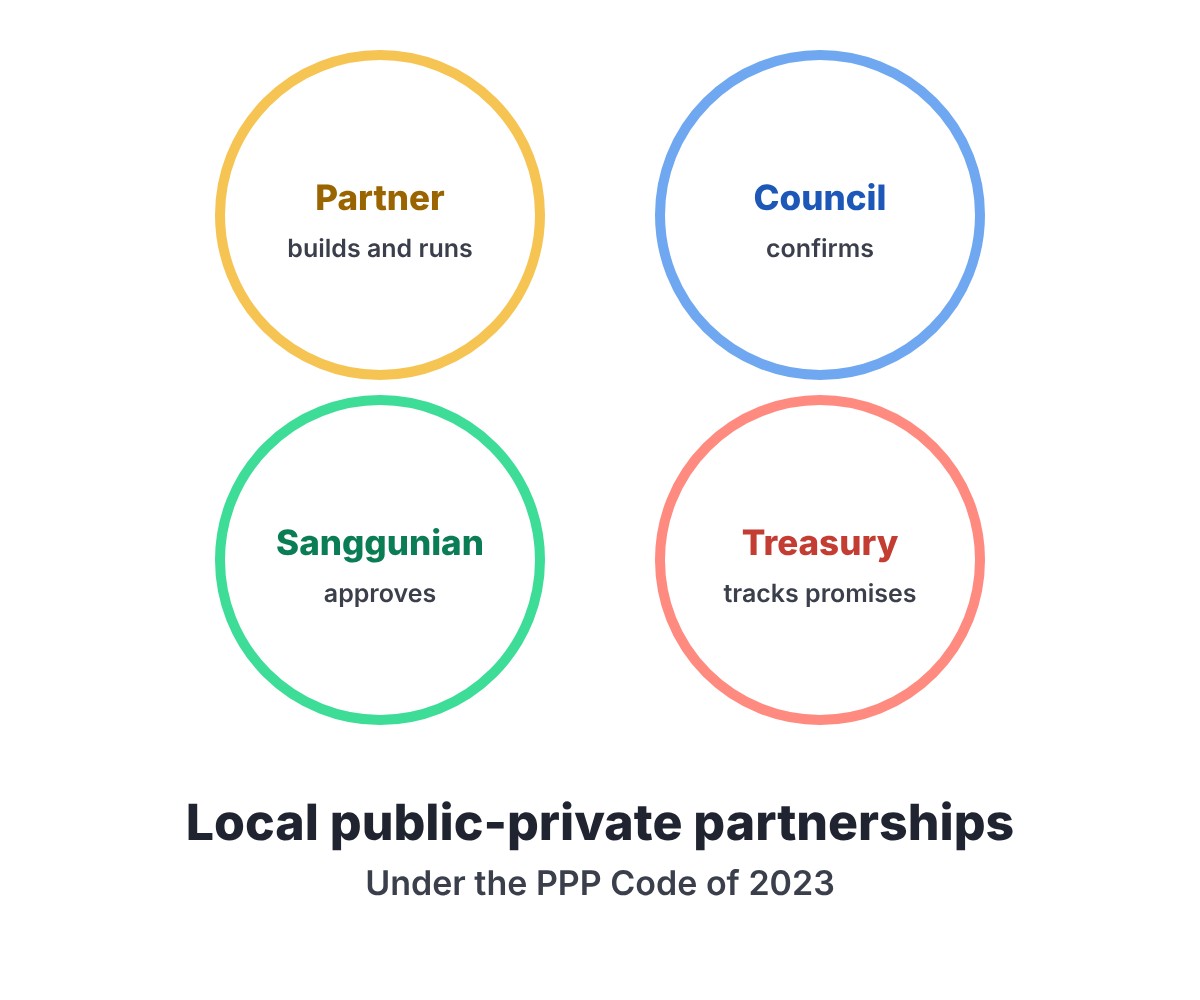 Partner
builds and runs
Council
confirms
Sanggunian
approves
Treasury
tracks promises
Local public-private partnerships
Under the PPP Code of 2023